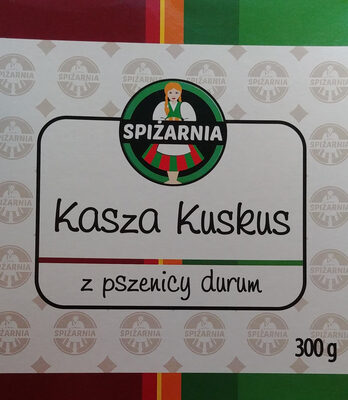 SPIŻARNIA
Kasza Kuskus
z pszenicy durum
300 g